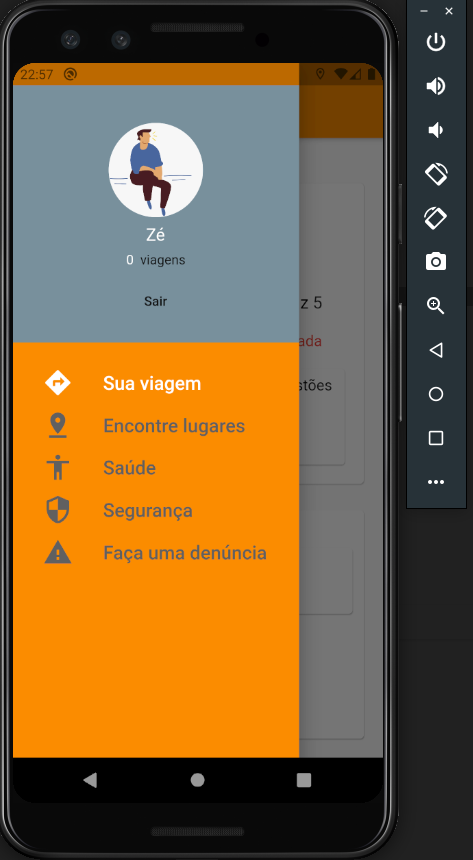 22:57
Zé
0 viagens
Sair
z 5
ada
stões
Sua viagem
Encontre lugares
Saúde
Segurança
Faça uma denúncia